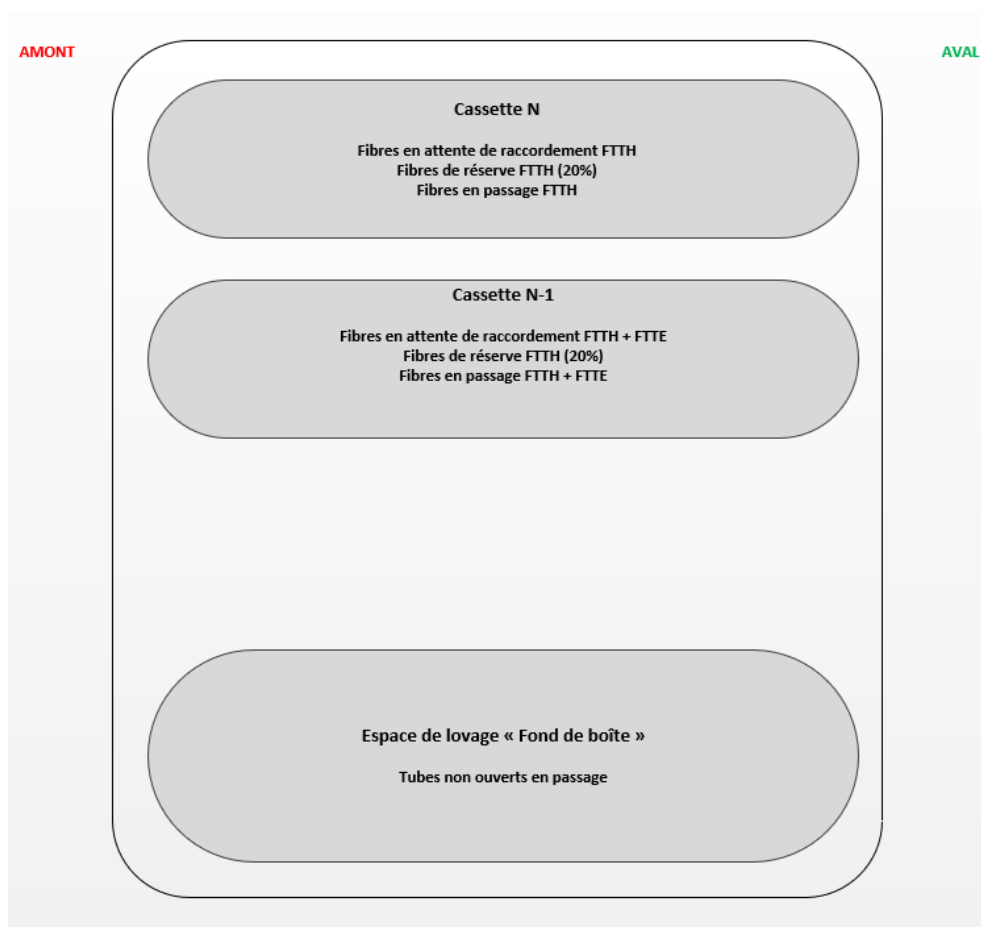 AMONT
AVAL
Cassette N
Fibres en attente de raccordement FTTH
Fibres de réserve FTTH (20%)
Fibres en passage FTTH
Cassette N-1
Fibres en attente de raccordement FTTH + FTTE
Fibres de réserve FTTH (20%)
Fibres en passage FTTH + FTTE
Espace de lovage « Fond de boîte »
Tubes non ouverts en passage